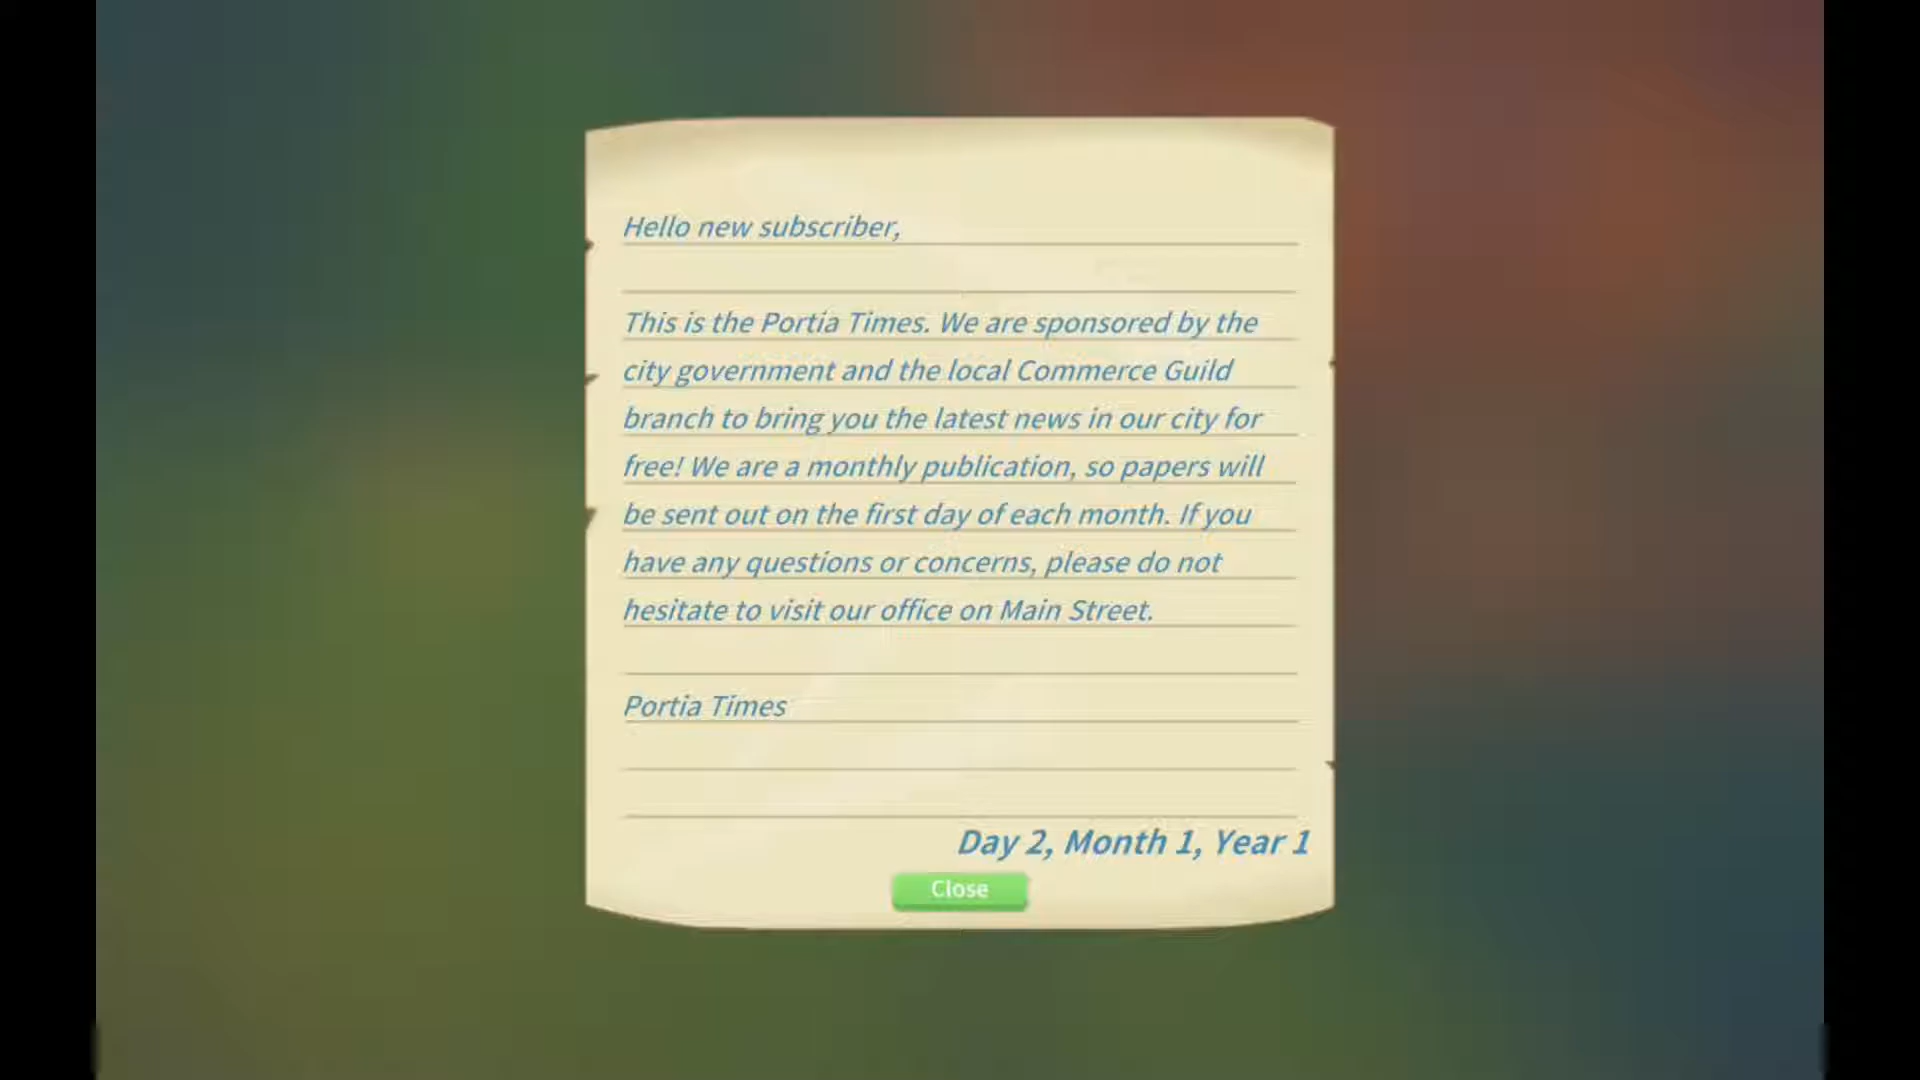 Hello new subscriber,
This is the Portia Times. We are sponsored by the
city government and the local Commerce Guild
branch to bring you the latest news in our city for
free! We are a monthly publication, so papers will
be sent out on the first day of each month. If you
have any questions or concerns, please do not
hesitate to visit our office on Main Street.
Portia Times
Day 2, Month 1, Year 1
Close